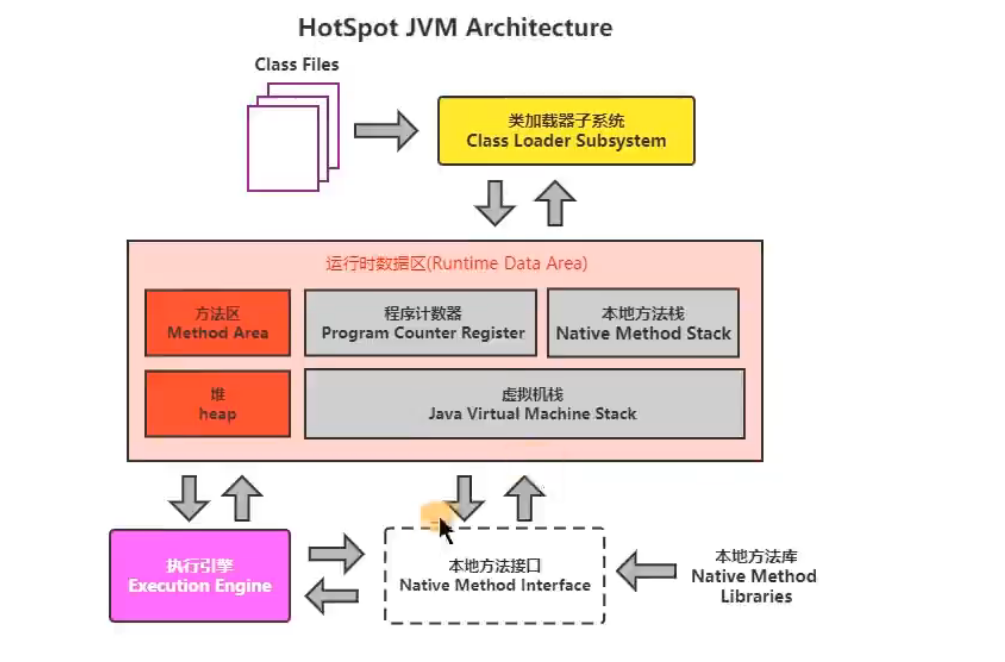 HotSpot JVM Architecture
Class Files
类加载器子系统
Class Loader Subsystem
运行时数据区(Runtime Data Area)
方法区
Method Area
程序计数器
Program Counter Register
本地方法栈
Native Method Stack
堆
heap
虚拟机栈
Java Virtual Machine Stack
执行引擎
Execution Engine
本地方法接口
Native Method Interface
本地方法库
Native Method
Libraries